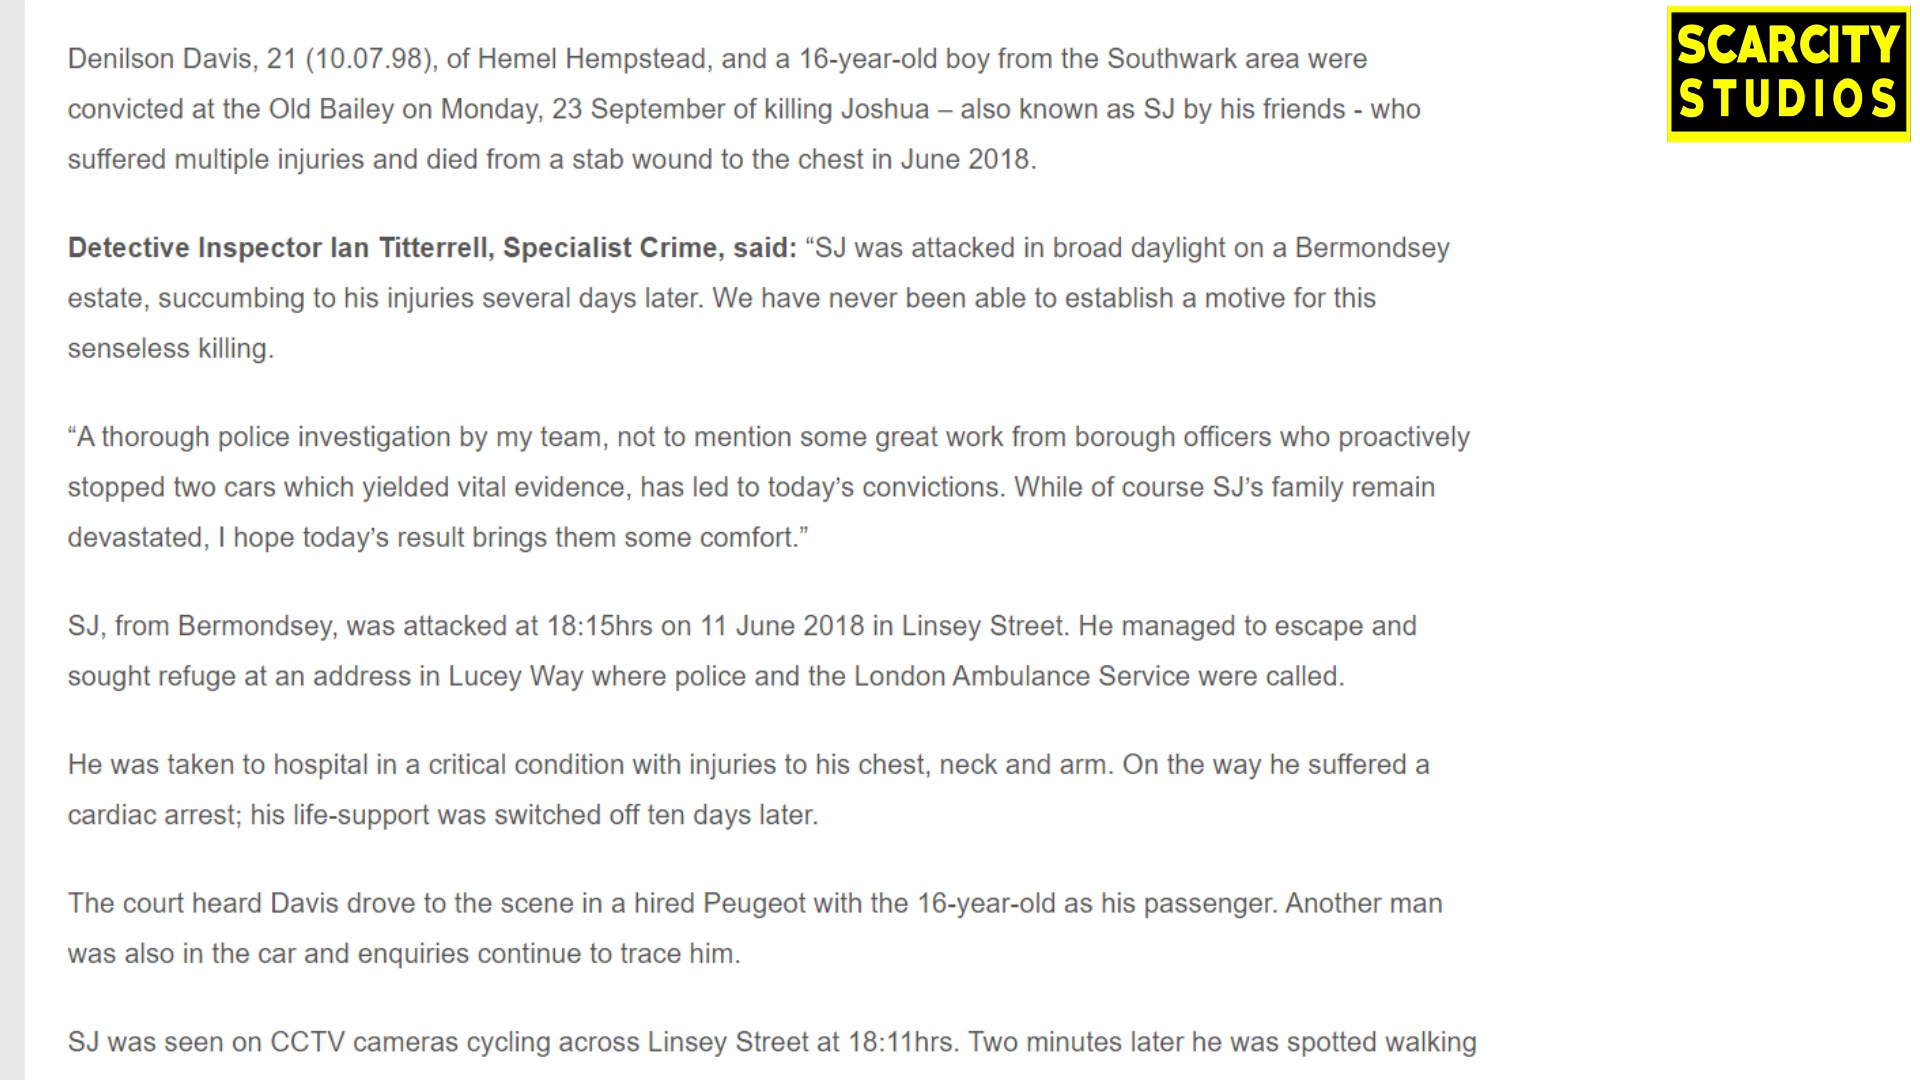 SCARCITY
STUDIOS
Denilson Davis, 21 (10.07.98), of Hemel Hempstead, and a 16-year-old boy from the Southwark area were
convicted at the Old Bailey on Monday, 23 September of killing Joshua – also known as SJ by his friends - who
suffered multiple injuries and died from a stab wound to the chest in June 2018.
Detective Inspector Ian Titterrell, Specialist Crime, said: “SJ was attacked in broad daylight on a Bermondsey
estate, succumbing to his injuries several days later. We have never been able to establish a motive for this
senseless killing.
“A thorough police investigation by my team, not to mention some great work from borough officers who proactively
stopped two cars which yielded vital evidence, has led to today’s convictions. While of course SJ’s family remain
devastated, I hope today’s result brings them some comfort.”
SJ, from Bermondsey, was attacked at 18:15hrs on 11 June 2018 in Linsey Street. He managed to escape and
sought refuge at an address in Lucey Way where police and the London Ambulance Service were called.
He was taken to hospital in a critical condition with injuries to his chest, neck and arm. On the way he suffered a
cardiac arrest; his life-support was switched off ten days later.
The court heard Davis drove to the scene in a hired Peugeot with the 16-year-old as his passenger. Another man
was also in the car and enquiries continue to trace him.
SJ was seen on CCTV cameras cycling across Linsey Street at 18:11hrs. Two minutes later he was spotted walking